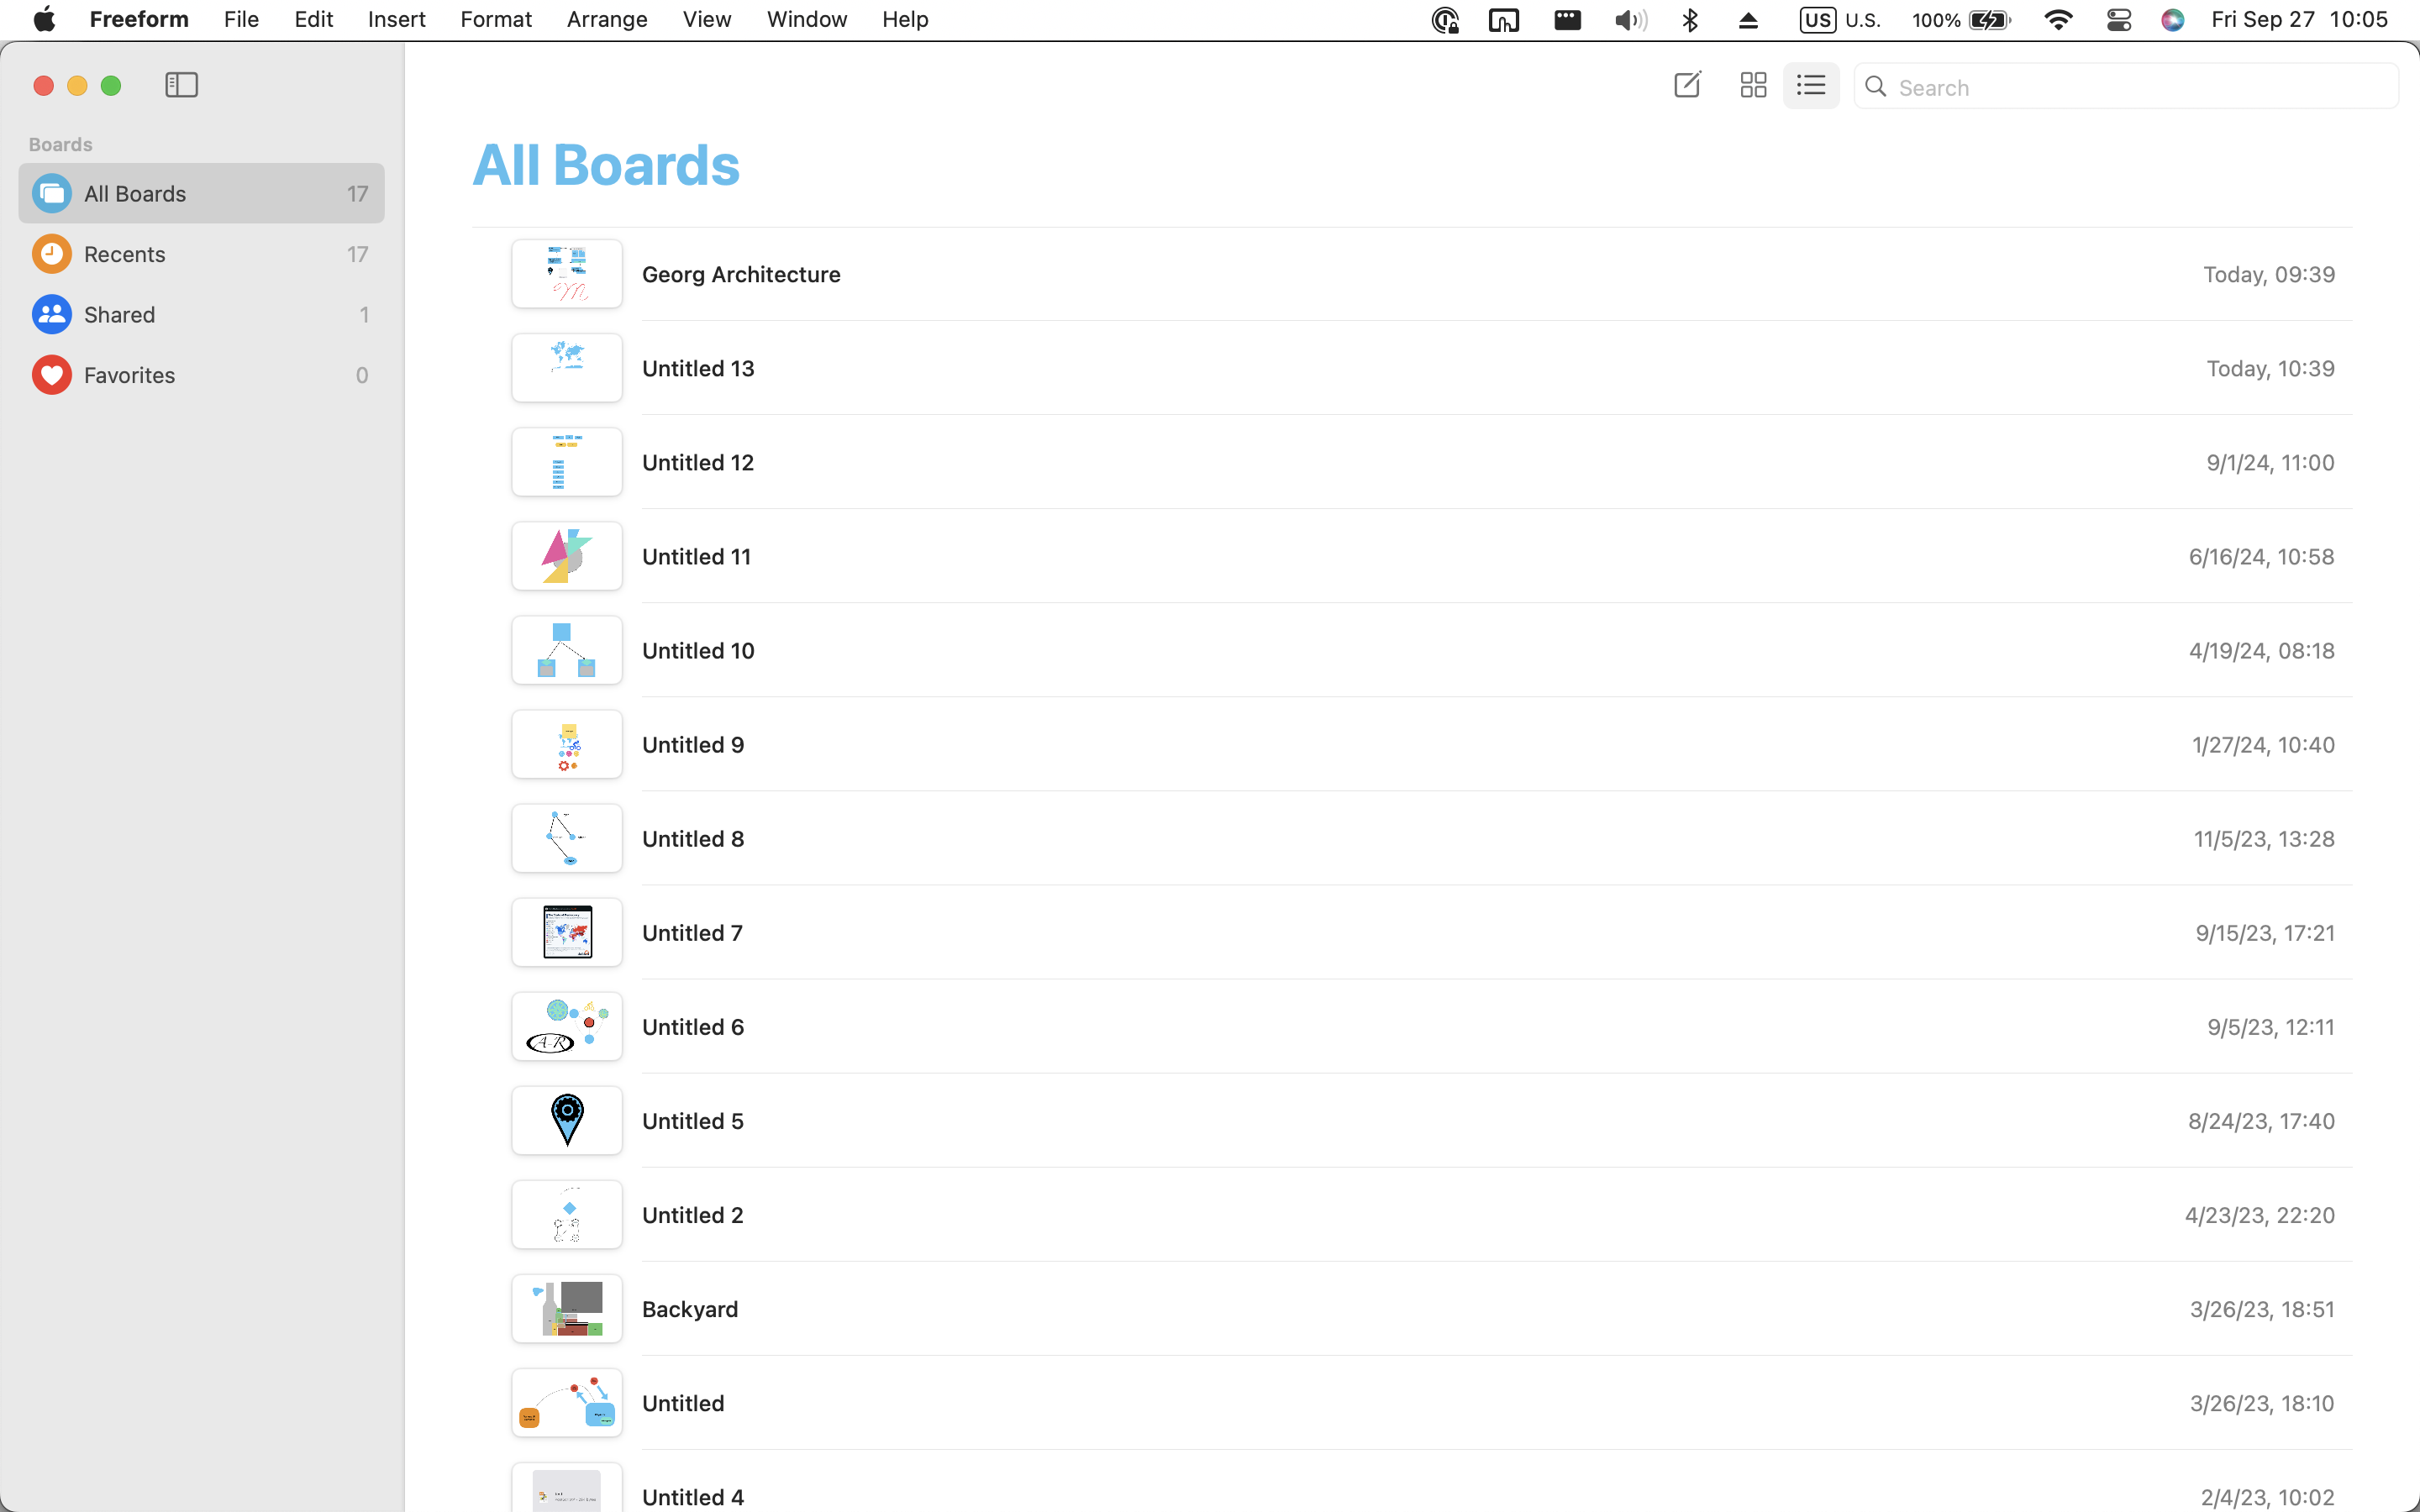 Freeform File Edit Insert Format Arrange View Window Help US U.S. 100% Fri Sep 27 10:05
Search
Boards
All Boards 17
Recents 17
Shared 1
Favorites 0
All Boards
Georg Architecture Today, 09:39
Untitled 13 Today, 10:39
Untitled 12 9/1/24, 11:00
Untitled 11 6/16/24, 10:58
Untitled 10 4/19/24, 08:18
Untitled 9 1/27/24, 10:40
Untitled 8 11/5/23, 13:28
Untitled 7 9/15/23, 17:21
A-R
Untitled 6 9/5/23, 12:11
Untitled 5 8/24/23, 17:40
Untitled 2 4/23/23, 22:20
Backyard 3/26/23, 18:51
Untitled 3/26/23, 18:10
Untitled 4 2/4/23, 10:02